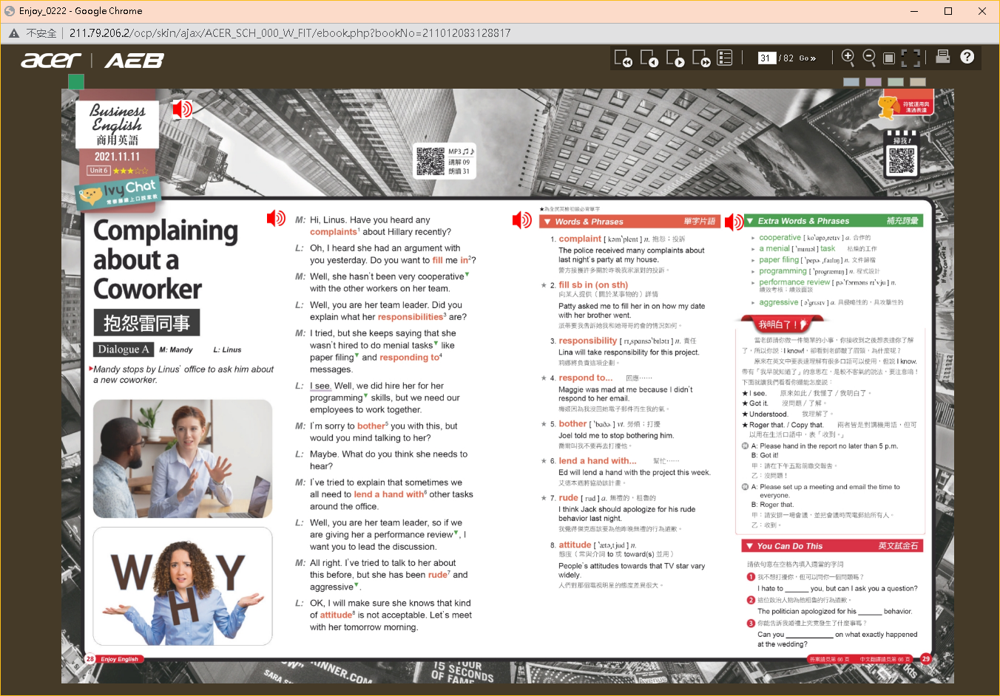 Enjoy_0222 - Google Chrome
不安全 | 211.79.206.2/ocp/skin/ajax/ACER_SCH_000_W_FIT/ebook.php?bookNo=211012083128817
acer | AEB
31 / 82 Go »
Business
English
商用英語
2021.11.11
Unit 6 ★★★☆☆
IvyChat
常春藤線上口說家教
MP3
講解 09
朗讀 31
符號運用與
溝通表達
掃我!
Complaining
about a
Coworker
抱怨雷同事
Dialogue A M: Mandy L: Linus
Mandy stops by Linus' office to ask him about
a new coworker.
WHY
28 Enjoy English
M: Hi, Linus. Have you heard any
complaints1 about Hillary recently?
L: Oh, I heard she had an argument with
you yesterday. Do you want to fill me in2?
M: Well, she hasn't been very cooperative▼
with the other workers on her team.
L: Well, you are her team leader. Did you
explain what her responsibilities3 are?
M: I tried, but she keeps saying that she
wasn't hired to do menial tasks▼ like
paper filing▼ and responding to4
messages.
L: I see. Well, we did hire her for her
programming▼ skills, but we need our
employees to work together.
M: I'm sorry to bother5 you with this, but
would you mind talking to her?
L: Maybe. What do you think she needs to
hear?
M: I've tried to explain that sometimes we
all need to lend a hand with6 other tasks
around the office.
L: Well, you are her team leader, so if we
are giving her a performance review▼, I
want you to lead the discussion.
M: All right. I've tried to talk to her about
this before, but she has been rude7 and
aggressive▼.
L: OK, I will make sure she knows that kind
of attitude8 is not acceptable. Let's meet
with her tomorrow morning.
★為全民英檢初級必背單字
▼ Words & Phrases 單字片語
1. complaint [ kəm`plent ] n. 抱怨；投訴
The police received many complaints about
last night's party at my house.
警方接獲許多關於昨晚我家派對的投訴。
★ 2. fill sb in (on sth)
向某人提供（關於某事物的）詳情
Patty asked me to fill her in on how my date
with her brother went.
派蒂要我告訴她我和她哥哥約會的情況如何。
3. responsibility [ rɪ͵spɑnsə`bɪlətɪ ] n. 責任
Lina will take responsibility for this project.
莉娜將負責這項企劃。
★ 4. respond to... 回應……
Maggie was mad at me because I didn't
respond to her email.
梅姬因為我沒回她電子郵件而生我的氣。
★ 5. bother [ `bɑðɚ ] vt. 勞煩；打擾
Joel told me to stop bothering him.
喬爾叫我不要再去打擾他。
★ 6. lend a hand with... 幫忙……
Ed will lend a hand with the project this week.
艾德本週將協助該計畫。
★ 7. rude [ rud ] a. 無禮的，粗魯的
I think Jack should apologize for his rude
behavior last night.
我覺得傑克應該要為他昨晚無禮的行為道歉。
8. attitude [ `ætə͵tjud ] n.
態度（常與介詞 to 或 toward(s) 並用）
People's attitudes towards that TV star vary
widely.
人們對那個電視明星的態度差異很大。
▼ Extra Words & Phrases 補充詞彙
cooperative [ ko`ɑpə͵retɪv ] a. 合作的
a menial [ `minɪəl ] task 枯燥的工作
paper filing [ `pepɚ ͵faɪlɪŋ ] n. 文件歸檔
programming [ `progræmɪŋ ] n. 程式設計
performance review [ pɚ`fɔrməns rɪ`vju ] n.
績效考核；績效面談
aggressive [ ə`grɛsɪv ] a. 具侵略性的，具攻擊性的
我明白了！
當老師請你做一件簡單的小事，你接收到之後想表達你了解
了，所以你說：I know!，卻看到老師皺了眉頭，為什麼呢？
原來在英文中要表達理解有很多口語可以使用，但說 I know.
帶有「我早就知道了」的意思在，是較不客氣的說法，要注意唷！
下面就讓我們看看你還能怎麼說：
★ I see. 原來如此 / 我懂了 / 我明白了。
★ Got it. 沒問題 / 了解。
★ Understood. 我理解了。
★ Roger that. / Copy that. 兩者皆是對講機用語，但可
以用在生活口語中，表「收到。」
例 A: Please hand in the report no later than 5 p.m.
B: Got it!
甲：請在下午五點前繳交報告。
乙：沒問題！
例 A: Please set up a meeting and email the time to
everyone.
B: Roger that.
甲：請安排一場會議，並把會議時間電郵給所有人。
乙：收到。
▼ You Can Do This 英文試金石
請依句意在空格內填入適當的字詞
1 我不想打擾你，但可以問你一個問題嗎？
I hate to ______ you, but can I ask you a question?
2 這位政治人物為他粗魯的行為道歉。
The politician apologized for his ______ behavior.
3 你能告訴我婚禮上究竟發生了什麼事嗎？
Can you ____________ on what exactly happened
at the wedding?
答案請見第 66 頁 中文翻譯請見第 66 頁 29
SARA
WINNER.COM
15 SECONDS
OF FAME
Avenue